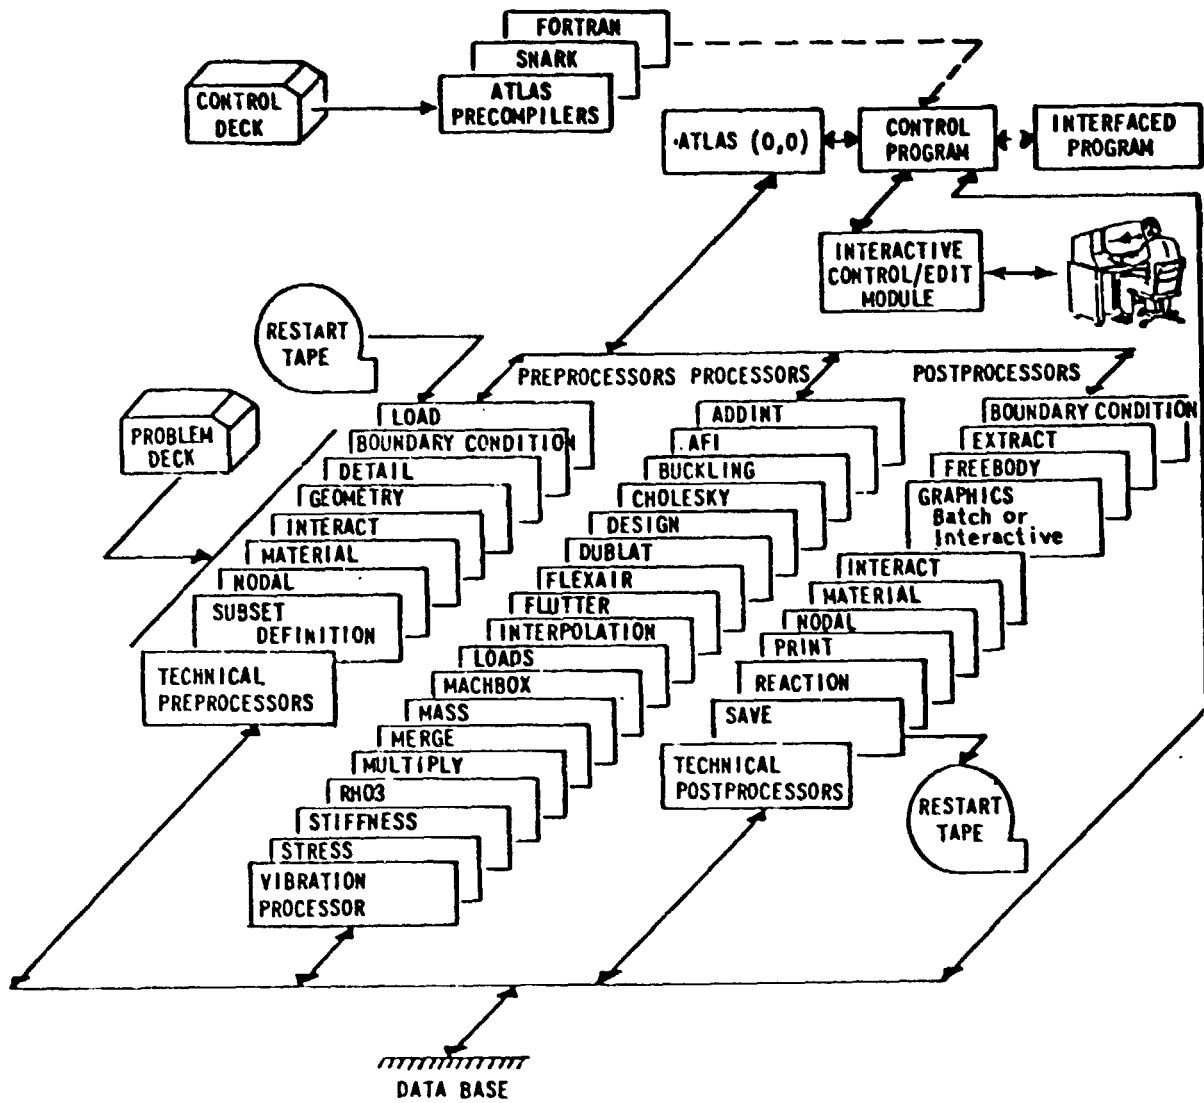 FORTRAN
SNARK
ATLAS
PRECOMPILERS
CONTROL
DECK
ATLAS (0,0)
CONTROL
PROGRAM
INTERFACED
PROGRAM
INTERACTIVE
CONTROL/EDIT
MODULE
RESTART
TAPE
PROBLEM
DECK
PREPROCESSORS PROCESSORS POSTPROCESSORS
LOAD
BOUNDARY CONDITION
DETAIL
GEOMETRY
INTERACT
MATERIAL
NODAL
SUBSET
DEFINITION
TECHNICAL
PREPROCESSORS
ADDINT
AFI
BUCKLING
CHOLESKY
DESIGN
DUBLAT
FLEXAIR
FLUTTER
INTERPOLATION
LOADS
MACHBOX
MASS
MERGE
MULTIPLY
RHO3
STIFFNESS
STRESS
VIBRATION
PROCESSOR
BOUNDARY CONDITION
EXTRACT
FREEBODY
GRAPHICS
Batch or
Interactive
INTERACT
MATERIAL
NODAL
PRINT
REACTION
SAVE
TECHNICAL
POSTPROCESSORS
RESTART
TAPE
DATA BASE